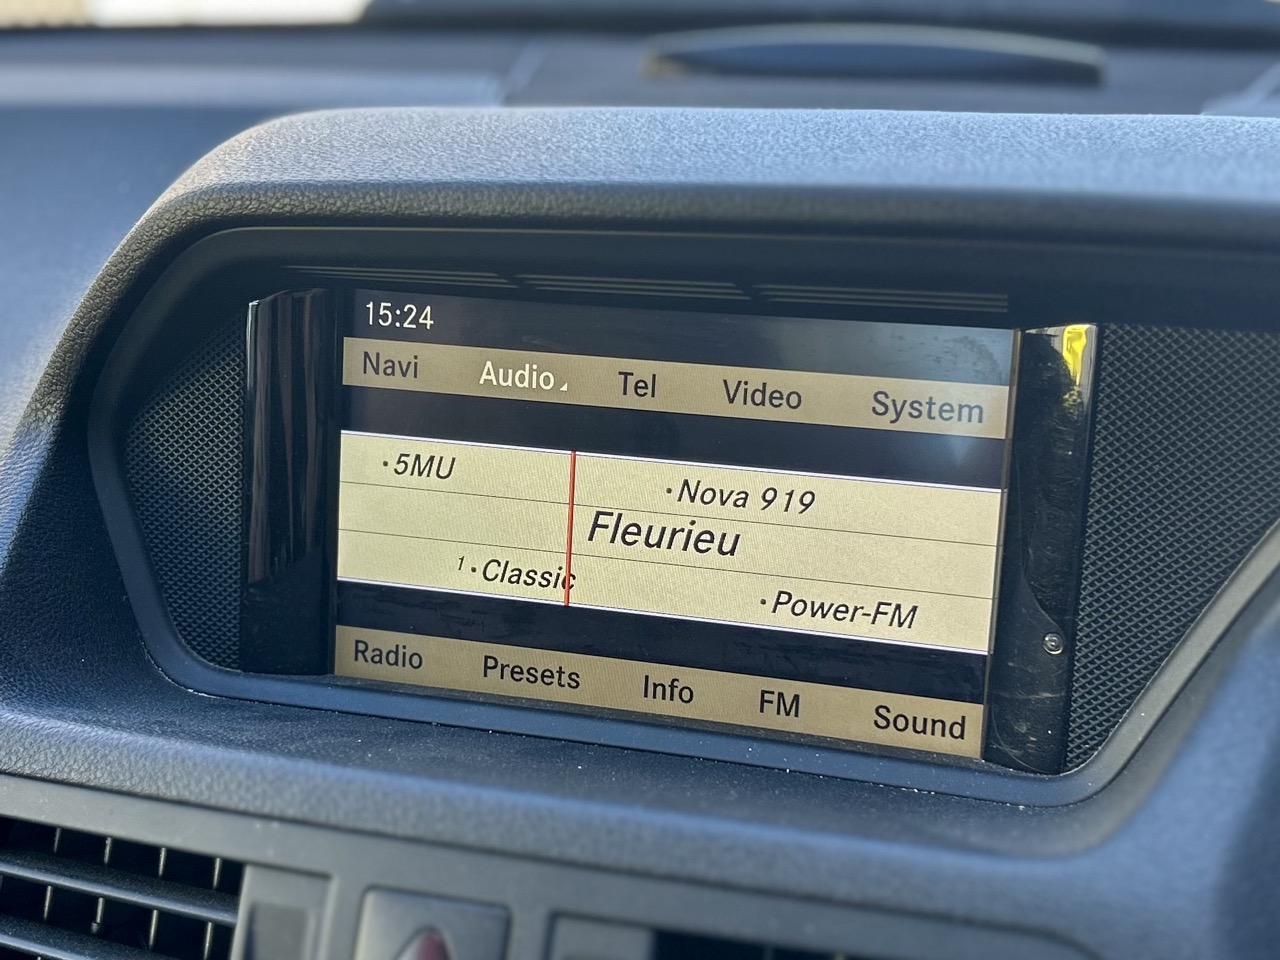 15:24
Navi Audio Tel Video System
·5MU ·Nova 919
Fleurieu
1·Classic ·Power-FM
Radio Presets Info FM Sound